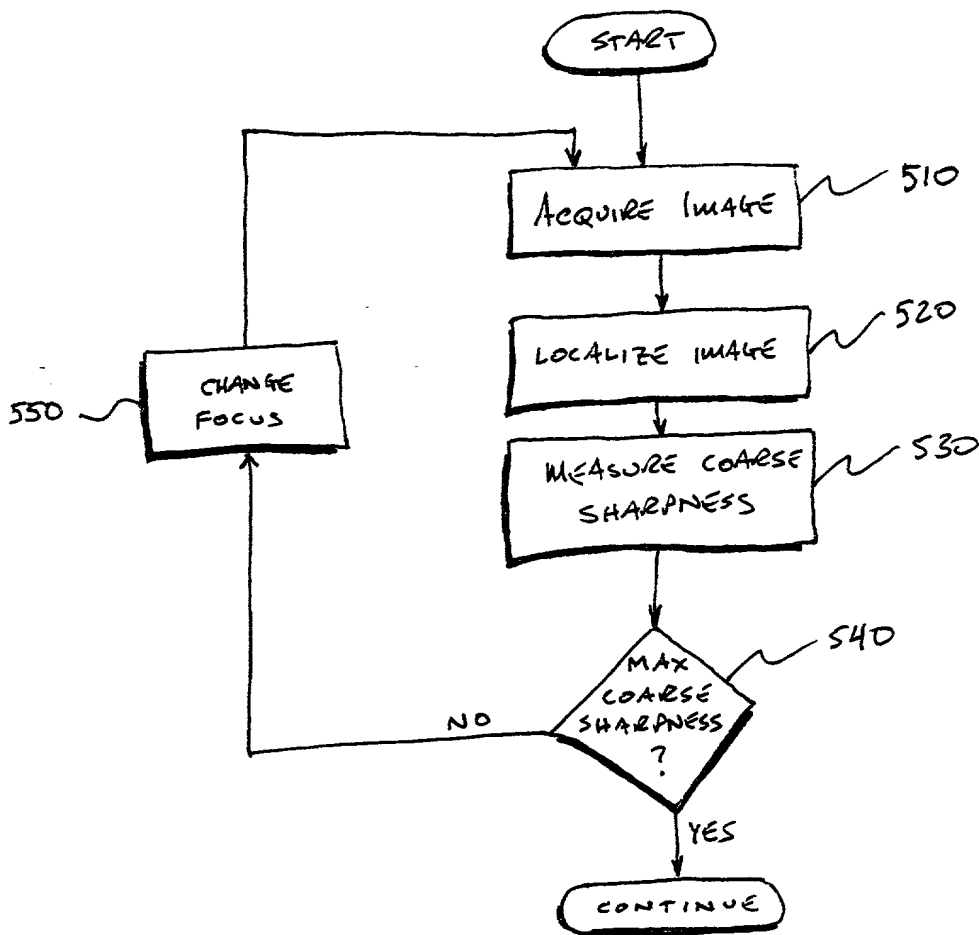 START
ACQUIRE IMAGE
510
LOCALIZE IMAGE
520
CHANGE
FOCUS
550
MEASURE COARSE
SHARPNESS
530
MAX
COARSE
SHARPNESS
?
540
NO
YES
CONTINUE